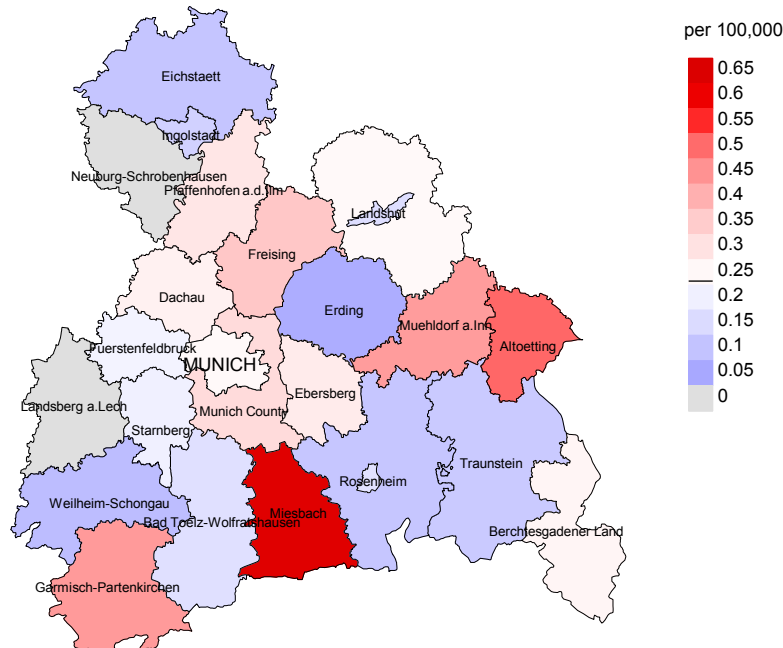 per 100,000
0.65
0.6
0.55
0.5
0.45
0.4
0.35
0.3
0.25
0.2
0.15
0.1
0.05
0
Eichstaett
Ingolstadt
Neuburg-Schrobenhausen
Pfaffenhofen a.d.Ilm
Landshut
Freising
Dachau
Erding
Muehldorf a.Inn
Altoetting
Fuerstenfeldbruck
MUNICH
Ebersberg
Landsberg a.Lech
Munich County
Starnberg
Traunstein
Rosenheim
Weilheim-Schongau
Miesbach
Bad Toelz-Wolfratshausen
Berchtesgadener Land
Garmisch-Partenkirchen